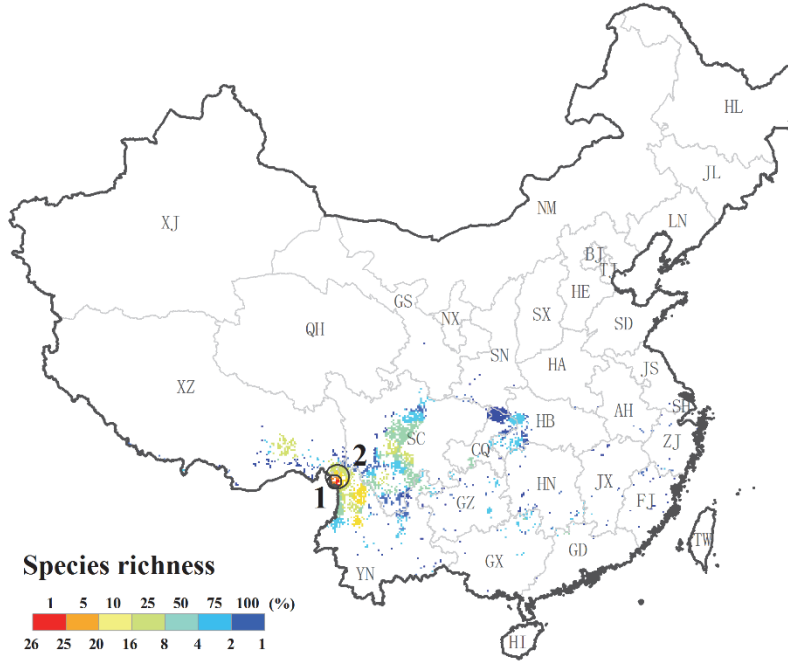 HL
JL
NM
XJ
LN
BJ
TJ
HE
GS
NX
SX
SD
QH
SN
HA
JS
XZ
AH
SH
HB
SC
ZJ
CQ
2
HN
JX
1
GZ
FJ
TW
GD
GX
YN
Species richness
1 5 10 25 50 75 100 (%)
26 25 20 16 8 4 2 1
HI